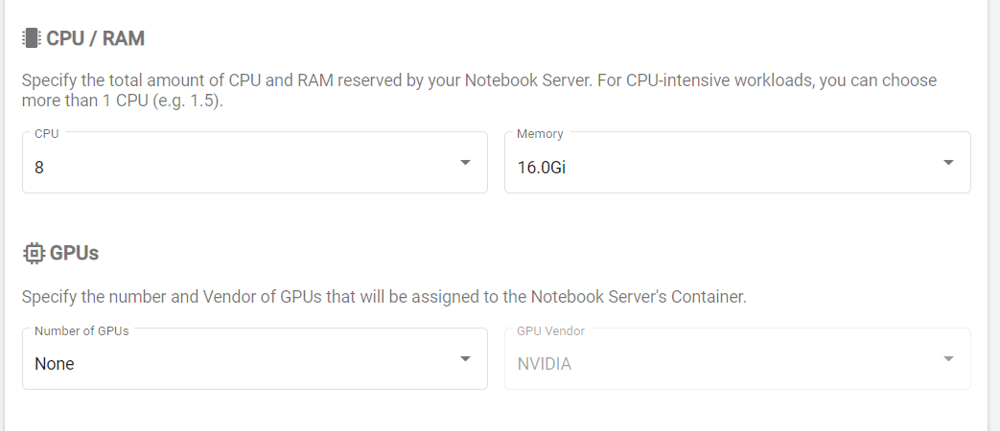 CPU / RAM
Specify the total amount of CPU and RAM reserved by your Notebook Server. For CPU-intensive workloads, you can choose
more than 1 CPU (e.g. 1.5).
CPU
8
Memory
16.0Gi
GPUs
Specify the number and Vendor of GPUs that will be assigned to the Notebook Server's Container.
Number of GPUs
None
GPU Vendor
NVIDIA